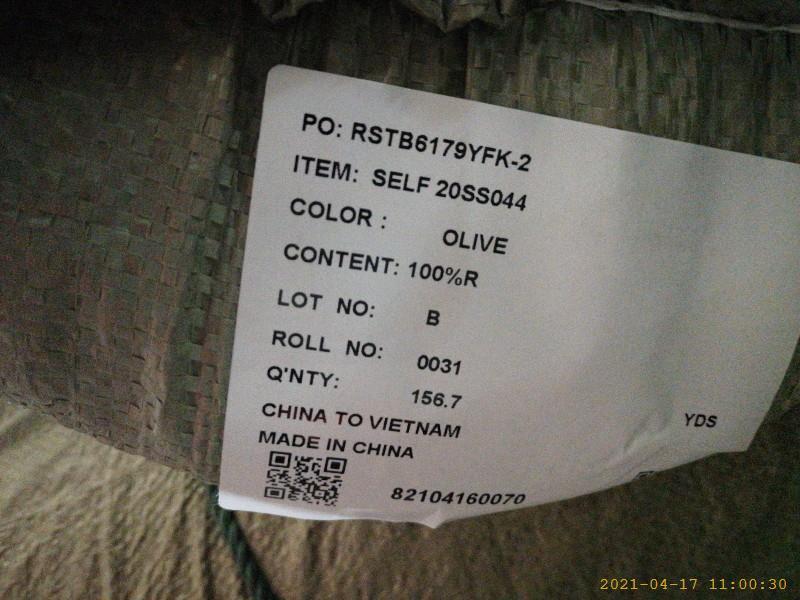 PO: RSTB6179YFK-2
ITEM: SELF 20SS044
COLOR : OLIVE
CONTENT: 100%R
LOT NO: B
ROLL NO: 0031
Q'NTY: 156.7 YDS
CHINA TO VIETNAM
MADE IN CHINA
82104160070
2021-04-17 11:00:30